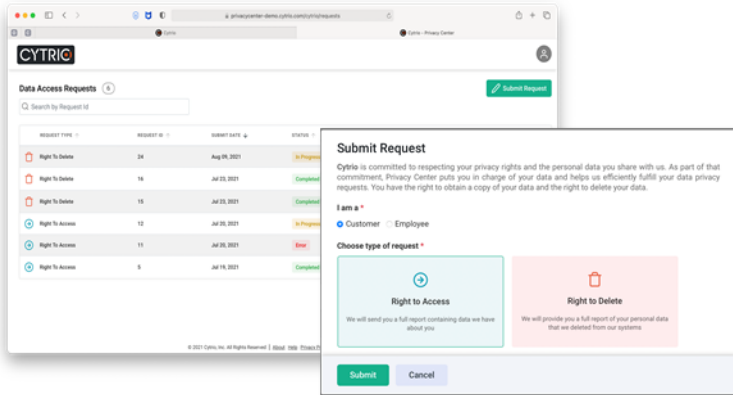 privacycenter-demo.cytrio.com/cytrio/requests
Cytrio
Cytrio - Privacy Center
CYTRIO
Data Access Requests 6
Submit Request
Search by Request Id
REQUEST TYPE REQUEST ID SUBMIT DATE STATUS
Right To Delete 24 Aug 09, 2021 In Progress
Right To Delete 16 Jul 23, 2021 Completed
Right To Delete 15 Jul 23, 2021 Completed
Right To Access 12 Jul 20, 2021 In Progress
Right To Access 11 Jul 20, 2021 Error
Right To Access 5 Jul 19, 2021 Completed
© 2021 Cytrio, Inc. All Rights Reserved | About Help Privacy
Submit Request
Cytrio is committed to respecting your privacy rights and the personal data you share with us. As part of that
commitment, Privacy Center puts you in charge of your data and helps us efficiently fulfill your data privacy
requests. You have the right to obtain a copy of your data and the right to delete your data.
I am a *
Customer Employee
Choose type of request *
Right to Access
We will send you a full report containing data we have
about you
Right to Delete
We will provide you a full report of your personal data
that we deleted from our systems
Submit Cancel